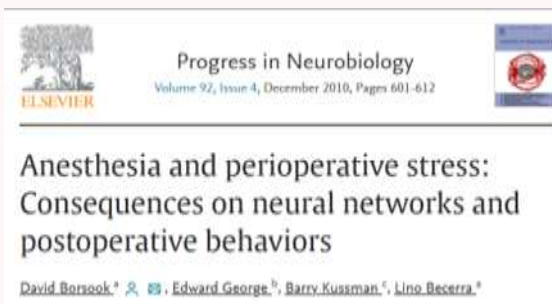 Progress in Neurobiology
Volume 92, Issue 4, December 2010, Pages 601-612
ELSEVIER
Anesthesia and perioperative stress:
Consequences on neural networks and
postoperative behaviors
David Borsook a, Edward George b, Barry Kussman c, Lino Becerra a